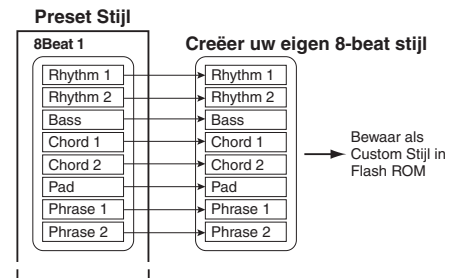 Preset Stijl
8Beat 1
Rhythm 1
Rhythm 2
Bass
Chord 1
Chord 2
Pad
Phrase 1
Phrase 2
Creëer uw eigen 8-beat stijl
Rhythm 1
Rhythm 2
Bass
Chord 1
Chord 2
Pad
Phrase 1
Phrase 2
Bewaar als
Custom Stijl in
Flash ROM